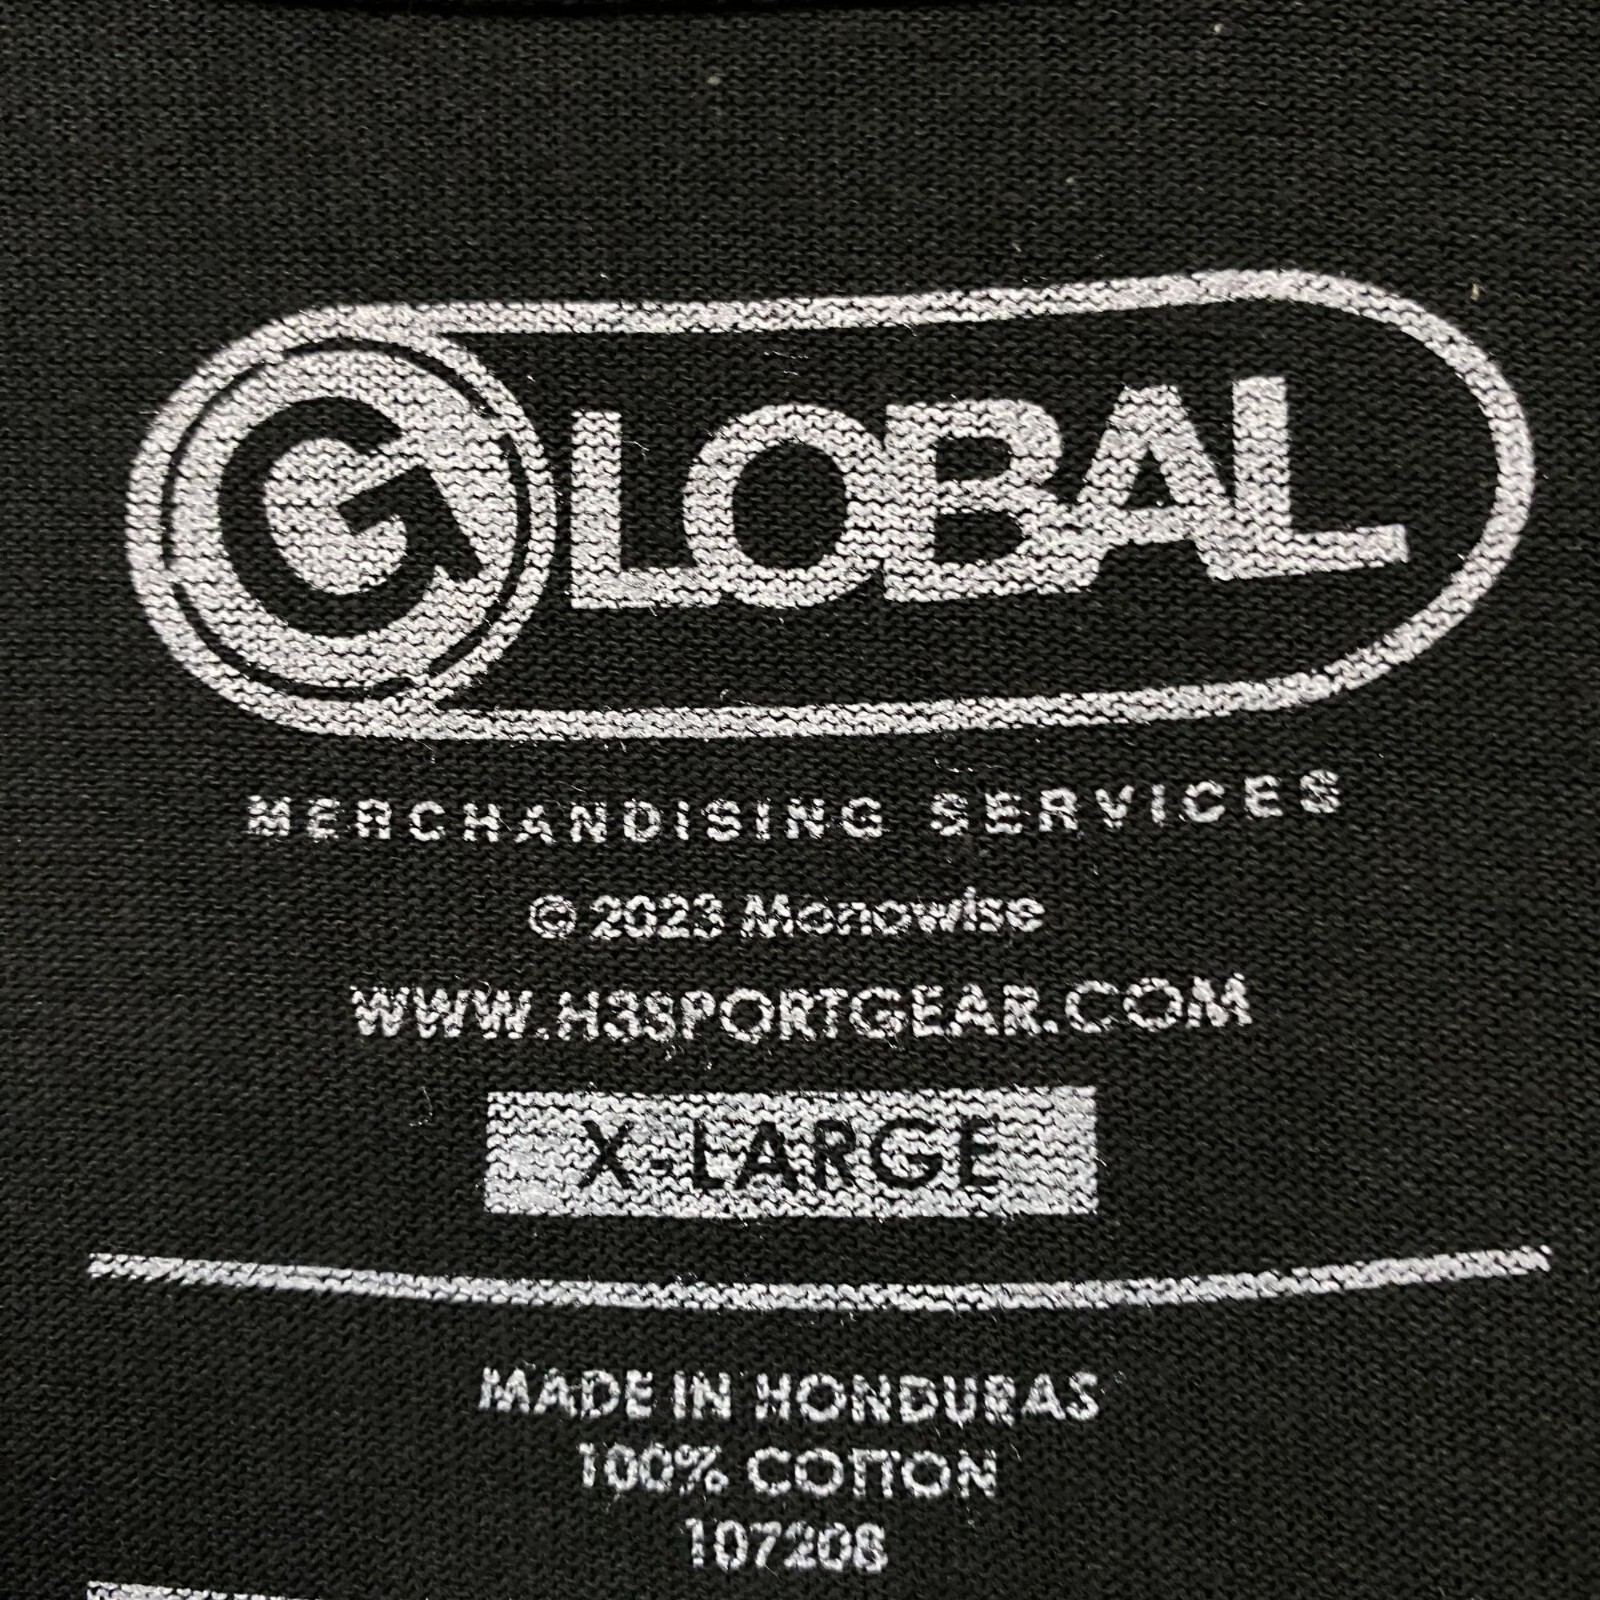 GLOBAL
MERCHANDISING SERVICES
© 2023 Monowise
WWW.H3SPORTGEAR.COM
X-LARGE
MADE IN HONDURAS
100% COTTON
107208